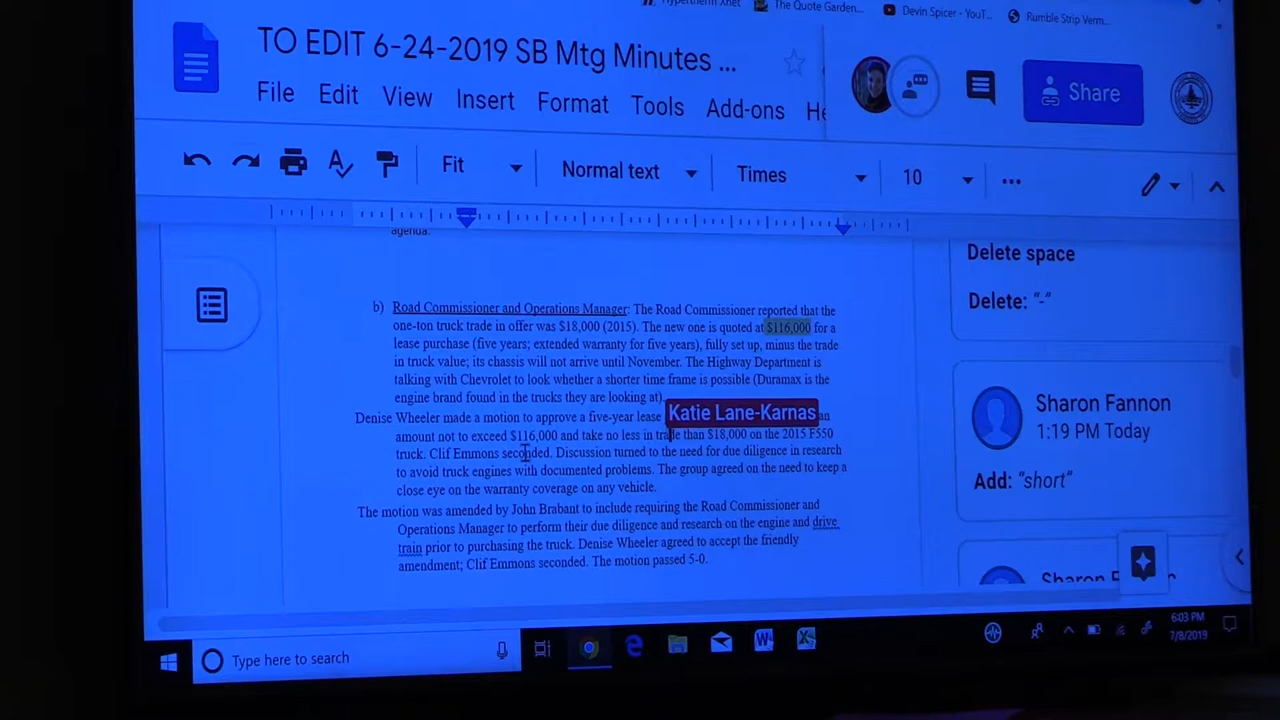 Hypertherm Xnet
The Quote Garden...
Devin Spicer - YouT...
Rumble Strip Verm...
TO EDIT 6-24-2019 SB Mtg Minutes ...
File Edit View Insert Format Tools Add-ons He
Share
Fit Normal text Times 10 ...
agenda.
b) Road Commissioner and Operations Manager: The Road Commissioner reported that the
one-ton truck trade in offer was $18,000 (2015). The new one is quoted at $116,000 for a
lease purchase (five years; extended warranty for five years), fully set up, minus the trade
in truck value; its chassis will not arrive until November. The Highway Department is
talking with Chevrolet to look whether a shorter time frame is possible (Duramax is the
engine brand found in the trucks they are looking at).
Denise Wheeler made a motion to approve a five-year lease Katie Lane-Karnas an
amount not to exceed $116,000 and take no less in trade than $18,000 on the 2015 F550
truck. Clif Emmons seconded. Discussion turned to the need for due diligence in research
to avoid truck engines with documented problems. The group agreed on the need to keep a
close eye on the warranty coverage on any vehicle.
The motion was amended by John Brabant to include requiring the Road Commissioner and
Operations Manager to perform their due diligence and research on the engine and drive
train prior to purchasing the truck. Denise Wheeler agreed to accept the friendly
amendment; Clif Emmons seconded. The motion passed 5-0.
Delete space
Delete: "-"
Sharon Fannon
1:19 PM Today
Add: "short"
Sharon F
Type here to search
6:03 PM
7/8/2019